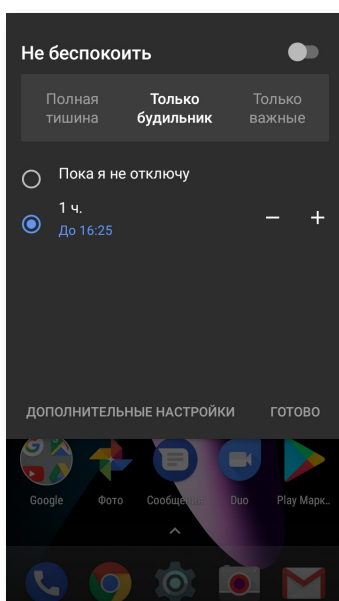 Не беспокоить
Полная Только Только
тишина будильник важные
Пока я не отключу
1 ч.
До 16:25
ДОПОЛНИТЕЛЬНЫЕ НАСТРОЙКИ ГОТОВО
Google Фото Duo Play Марк...